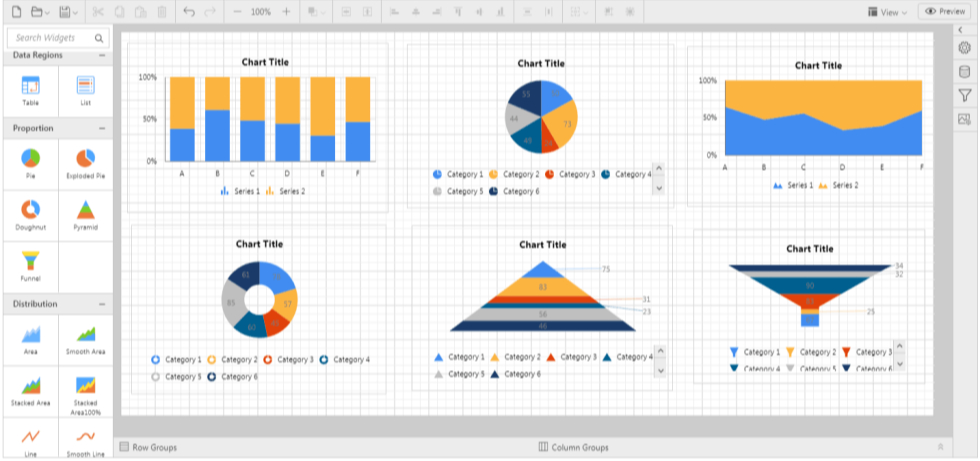 100% View Preview
Search Widgets
Data Regions
Table List
Proportion
Pie Exploded Pie
Doughnut Pyramid
Funnel
Distribution
Area Smooth Area
Stacked Area Stacked Area100%
Line Smooth Line
Chart Title
100%
50%
0%
A B C D E F
Series 1 Series 2
Chart Title
55
73
44
49
Category 1 Category 2 Category 3 Category 4
Category 5 Category 6
Chart Title
100%
50%
0%
A B C D E F
Series 1 Series 2
Chart Title
61
57
85
60
Category 1 Category 2 Category 3 Category 4
Category 5 Category 6
Chart Title
75
83
31
23
56
46
Category 1 Category 2 Category 3 Category 4
Category 5 Category 6
Chart Title
34
32
90
25
Category 1 Category 2 Category 3
Category 4 Category 5 Category 6
Row Groups Column Groups